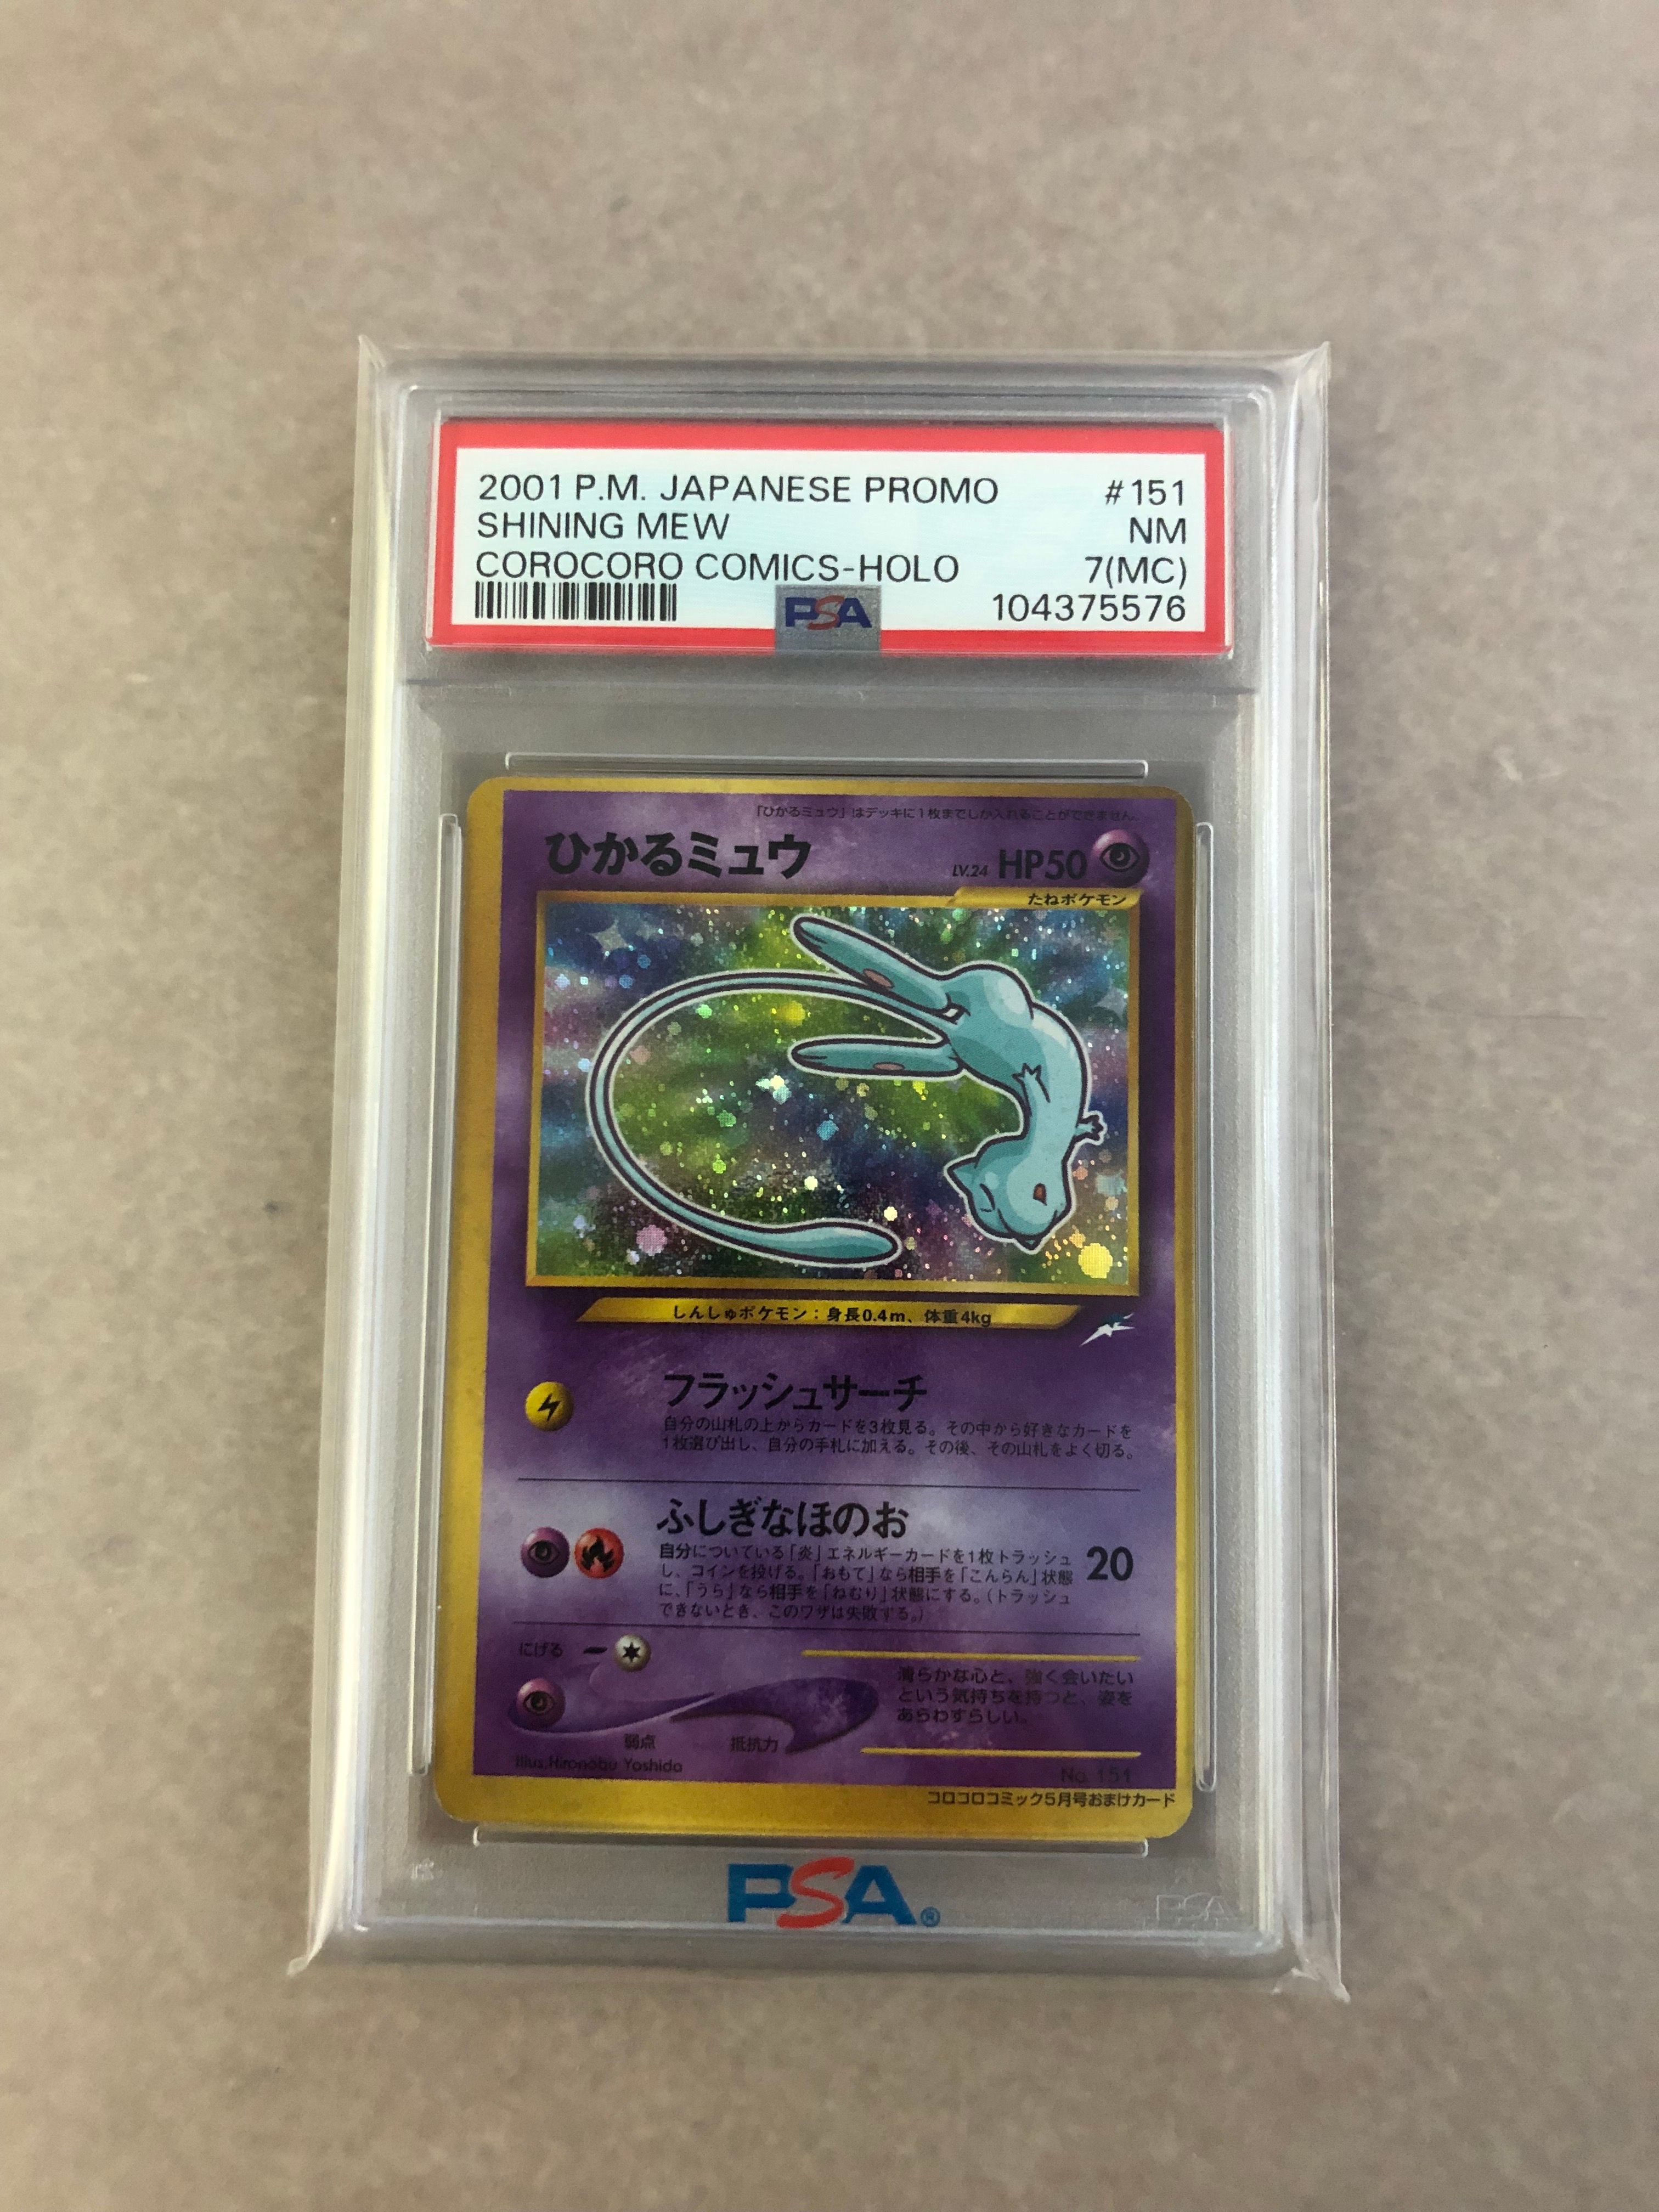 2001 P.M. JAPANESE PROMO #151
SHINING MEW NM
COROCORO COMICS-HOLO 7(MC)
PSA 104375576
「ひかるミュウ」はデッキに1枚までしか入れることができません。
ひかるミュウ LV.24 HP50
たねポケモン
しんしゅポケモン：身長0.4m、体重4kg
フラッシュサーチ
自分の山札の上からカードを3枚見る。その中から好きなカードを
1枚選び出し、自分の手札に加える。その後、その山札をよく切る。
ふしぎなほのお
自分についている「炎」エネルギーカードを1枚トラッシュ
し、コインを投げる。「おもて」なら相手を「こんらん」状態
に、「うら」なら相手を「ねむり」状態にする。（トラッシュ
できないとき、このワザは失敗する。）
20
にげる
清らかな心と、強く会いたい
という気持ちを持つと、姿を
あらわすらしい。
弱点 抵抗力
Illus.Hironobu Yoshida No. 151
コロコロコミック5月号おまけカード
PSA®
PSA